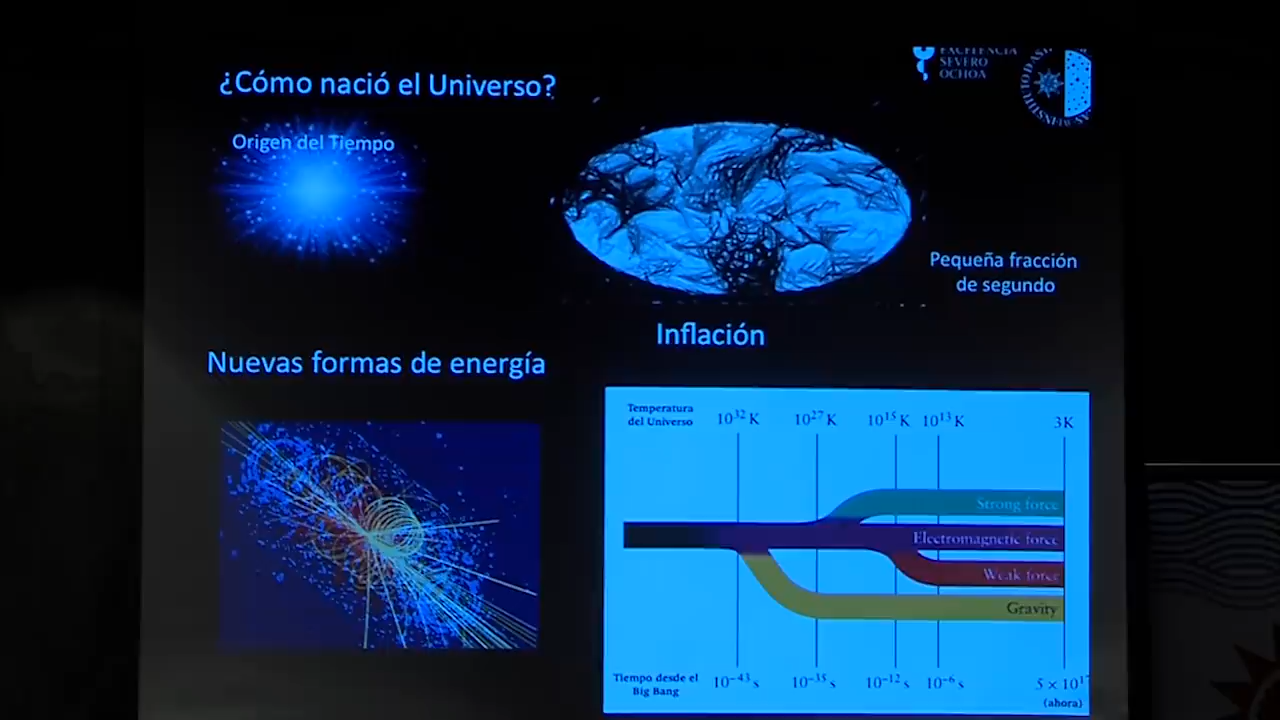 ¿Cómo nació el Universo?
EXCELENCIA
SEVERO
OCHOA
Origen del Tiempo
Pequeña fracción
de segundo
Inflación
Nuevas formas de energía
Temperatura
del Universo
10³² K
10²⁷ K
10¹⁵ K
10¹³ K
3K
Strong force
Electromagnetic force
Weak force
Gravity
Tiempo desde el
Big Bang
10⁻⁴³ s
10⁻³⁵ s
10⁻¹² s
10⁻⁶ s
5 × 10¹⁷
(ahora)